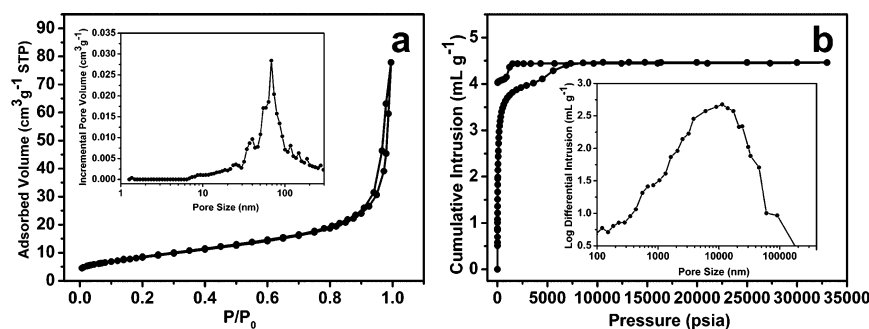 a
Adsorbed Volume (cm³g⁻¹ STP)
90
80
70
60
50
40
30
20
10
0
0.0 0.2 0.4 0.6 0.8 1.0
P/P₀
Incremental Pore Volume (cm³g⁻¹)
0.035
0.030
0.025
0.020
0.015
0.010
0.005
0.000
1 10 100
Pore Size (nm)
b
Cumulative Intrusion (mL g⁻¹)
5
4
3
2
1
0
0 5000 10000 15000 20000 25000 30000 35000
Pressure (psia)
Log Differential Intrusion (mL g⁻¹)
3.0
2.5
2.0
1.5
1.0
0.5
100 1000 10000 100000
Pore Size (nm)